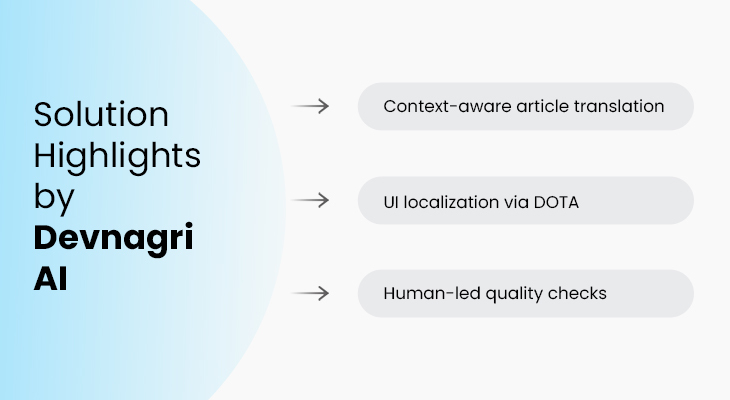 Solution
Highlights
by
Devnagri
AI
Context-aware article translation
UI localization via DOTA
Human-led quality checks